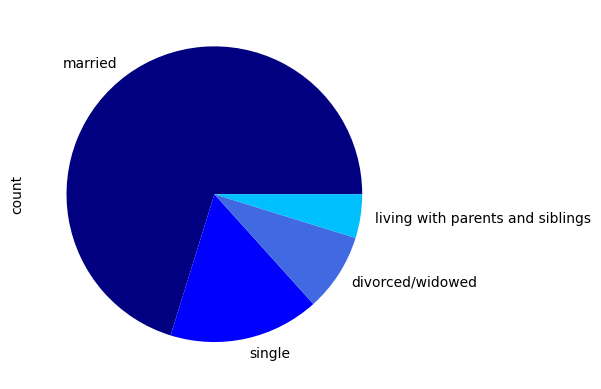 married
count
living with parents and siblings
divorced/widowed
single